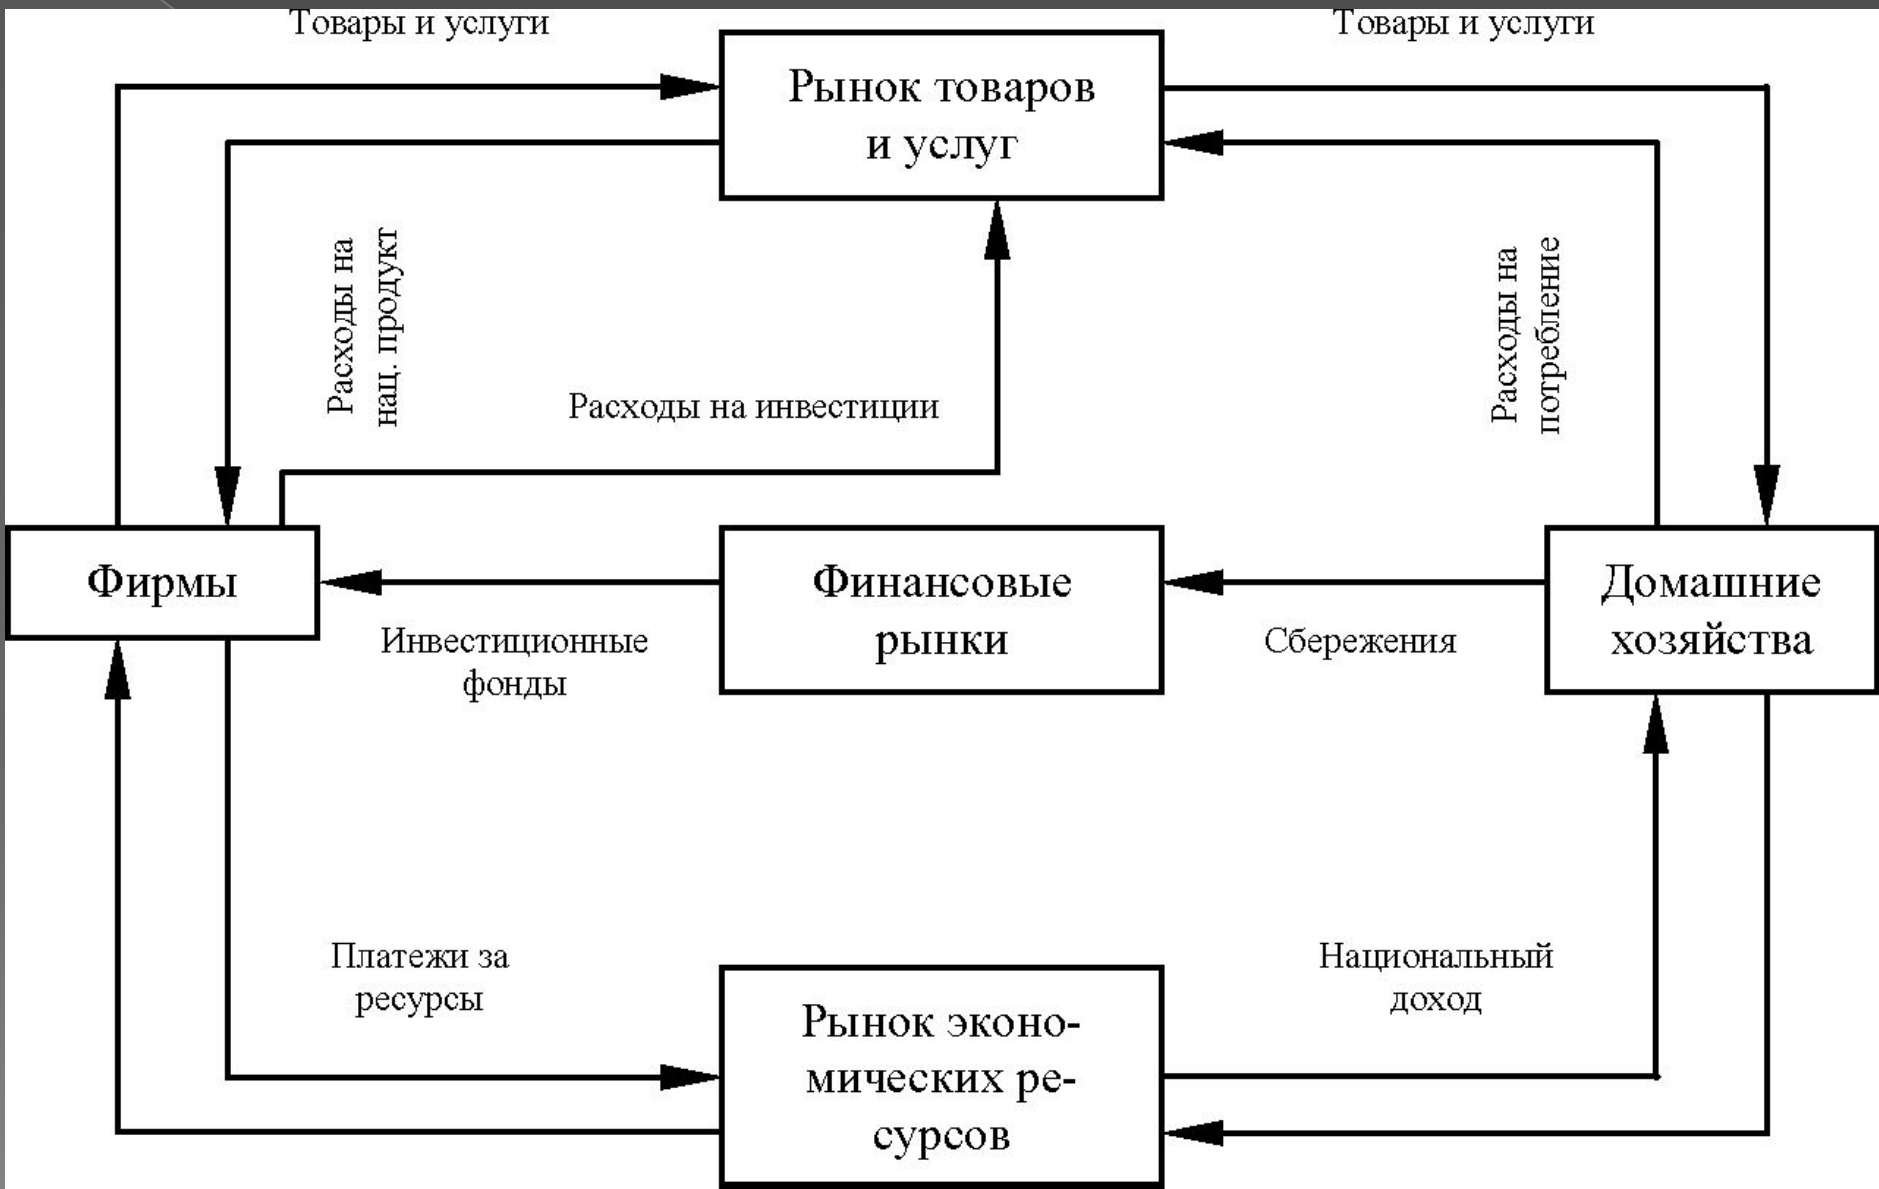 Товары и услуги
Товары и услуги
Рынок товаров
и услуг
Расходы на
нац. продукт
Расходы на инвестиции
Расходы на
потребление
Фирмы
Финансовые
рынки
Домашние
хозяйства
Инвестиционные
фонды
Сбережения
Платежи за
ресурсы
Национальный
доход
Рынок эконо-
мических ре-
сурсов